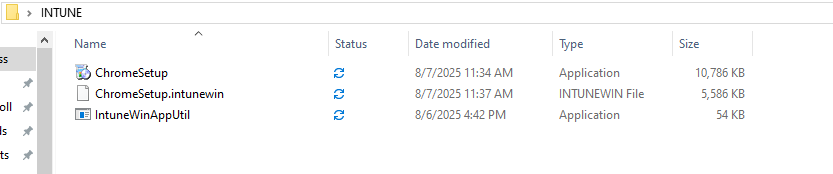 INTUNE
Name Status Date modified Type Size
ss
ChromeSetup 8/7/2025 11:34 AM Application 10,786 KB
ChromeSetup.intunewin 8/7/2025 11:37 AM INTUNEWIN File 5,586 KB
oll
IntuneWinAppUtil 8/6/2025 4:42 PM Application 54 KB
ls
ts